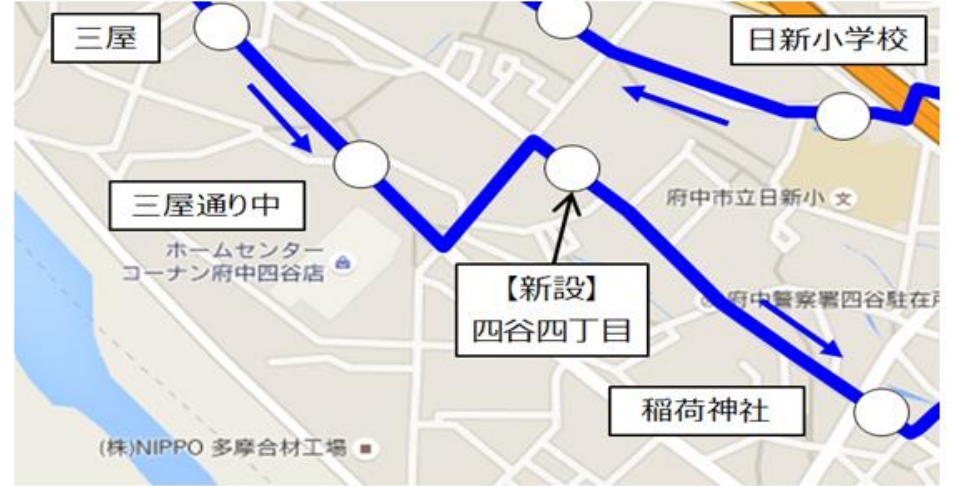 三屋
日新小学校
三屋通り中
府中市立日新小
文
ホームセンター
コーナン府中四谷店
【新設】
四谷四丁目
府中警察署四谷駐在所
稲荷神社
(株)NIPPO 多摩合材工場